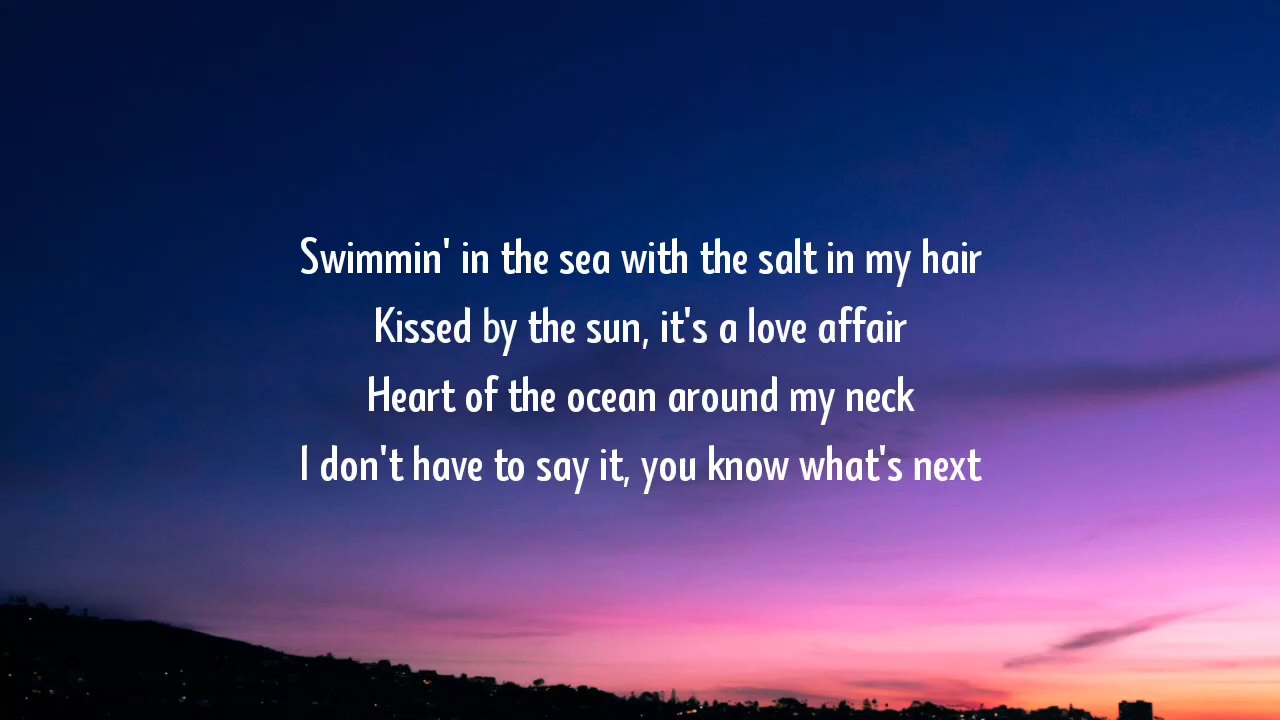 Swimmin' in the sea with the salt in my hair
Kissed by the sun, it's a love affair
Heart of the ocean around my neck
I don't have to say it, you know what's next